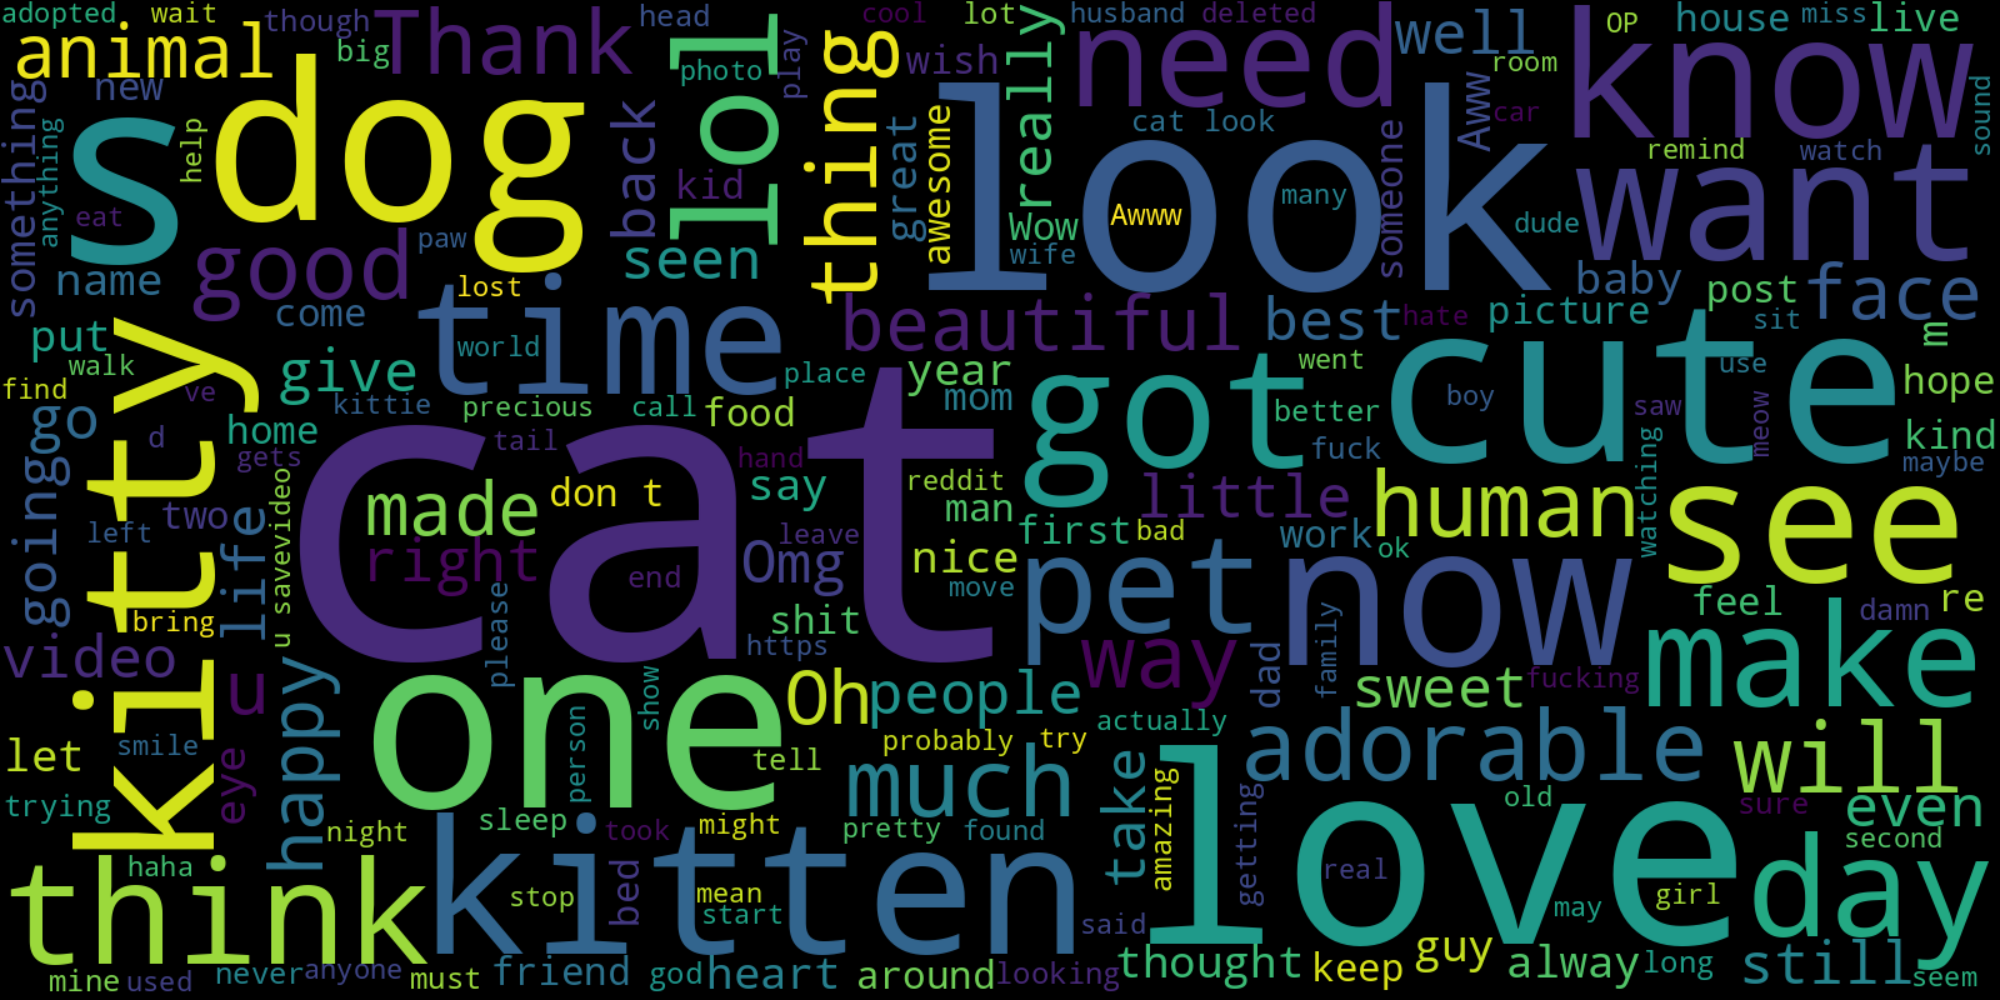 adopted
wait
though
head
cool
lot
husband
deleted
OP
house
miss
live
animal
big
Thank
lol
photo
play
thing
wish
really
need
well
room
know
something
new
anything
s
help
dog
back
kid
great
awesome
look
cat look
Aww
car
someone
many
Awww
Wow
wife
dude
remind
watch
sound
want
eat
name
good
paw
seen
lost
come
time
world
beautiful
best
hate
baby
picture
post
face
sit
m
put
walk
find
kitty
ve
give
kittie
precious
call
food
place
year
mom
got
went
better
cute
boy
use
saw
meow
hope
kind
maybe
go
going
d
home
gets
cat
tail
hand
say
reddit
man
little
fuck
human
watching
see
two
left
life
u savevideo
made
don t
right
end
leave
Omg
nice
first
bad
work
ok
move
pet
now
feel
damn
re
bring
video
u
please
shit
https
way
dad
family
sweet
fucking
make
happy
one
show
person
Oh
people
actually
let
smile
eye
trying
tell
probably
try
much
take
amazing
adorable
will
sure
even
second
night
sleep
took
might
pretty
found
getting
love
old
real
day
haha
think
kitten
stop
bed
mean
start
said
may
girl
mine
used
never
anyone
must
friend
god
heart
around
looking
thought
keep
guy
alway
long
still
seem